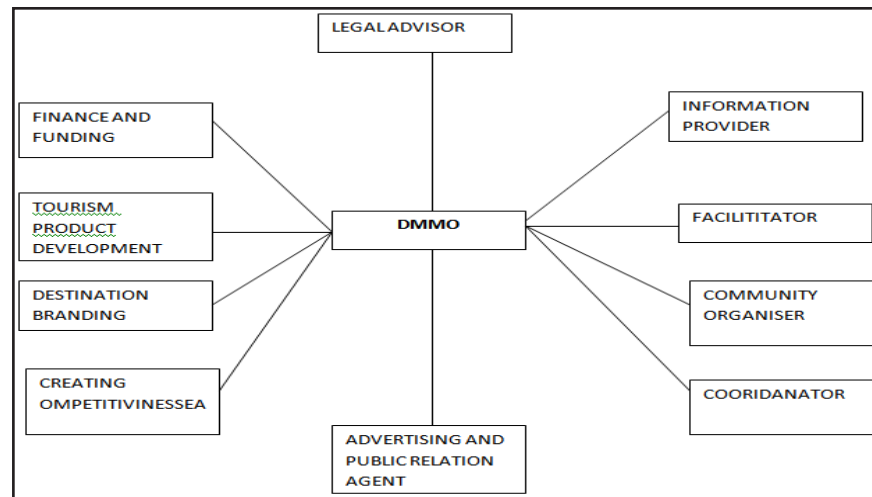 LEGAL ADVISOR
FINANCE AND
FUNDING
INFORMATION
PROVIDER
TOURISM
PRODUCT
DEVELOPMENT
DMMO
FACILITITATOR
DESTINATION
BRANDING
COMMUNITY
ORGANISER
CREATING
OMPETITIVINESSEA
COORIDANATOR
ADVERTISING AND
PUBLIC RELATION
AGENT